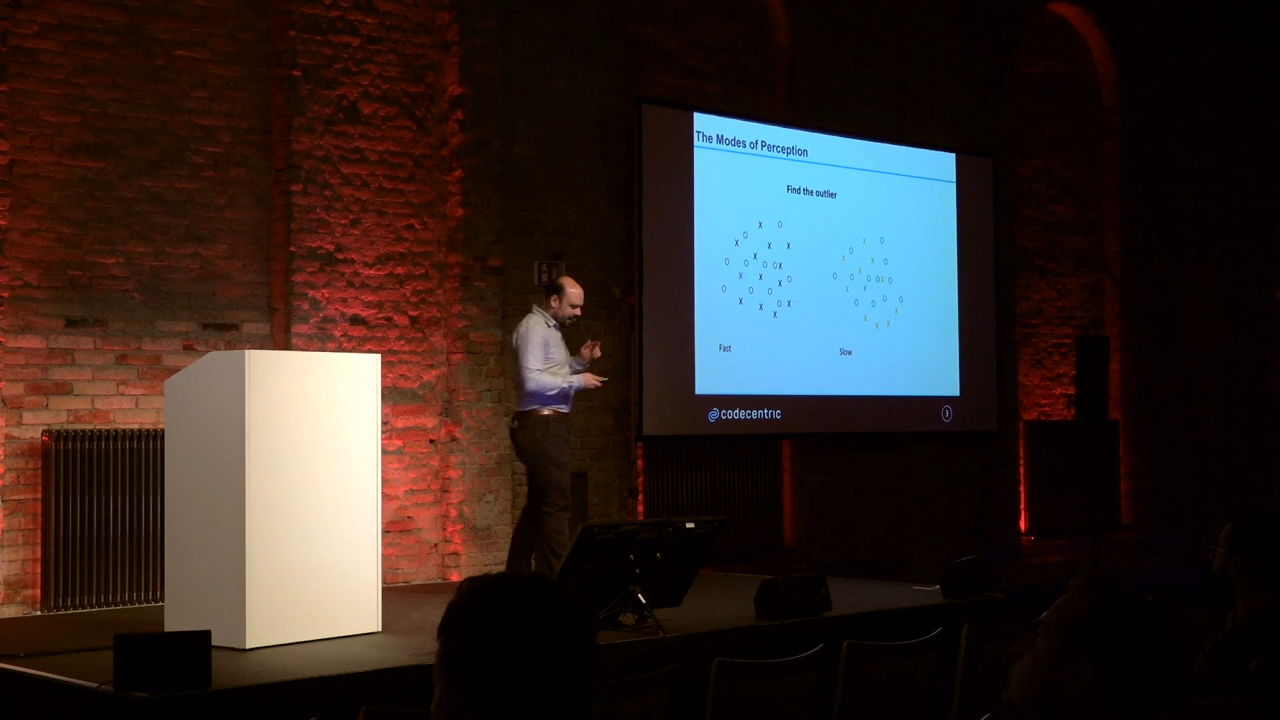 The Modes of Perception
Find the outlier
Fast
Slow
codecentric
3